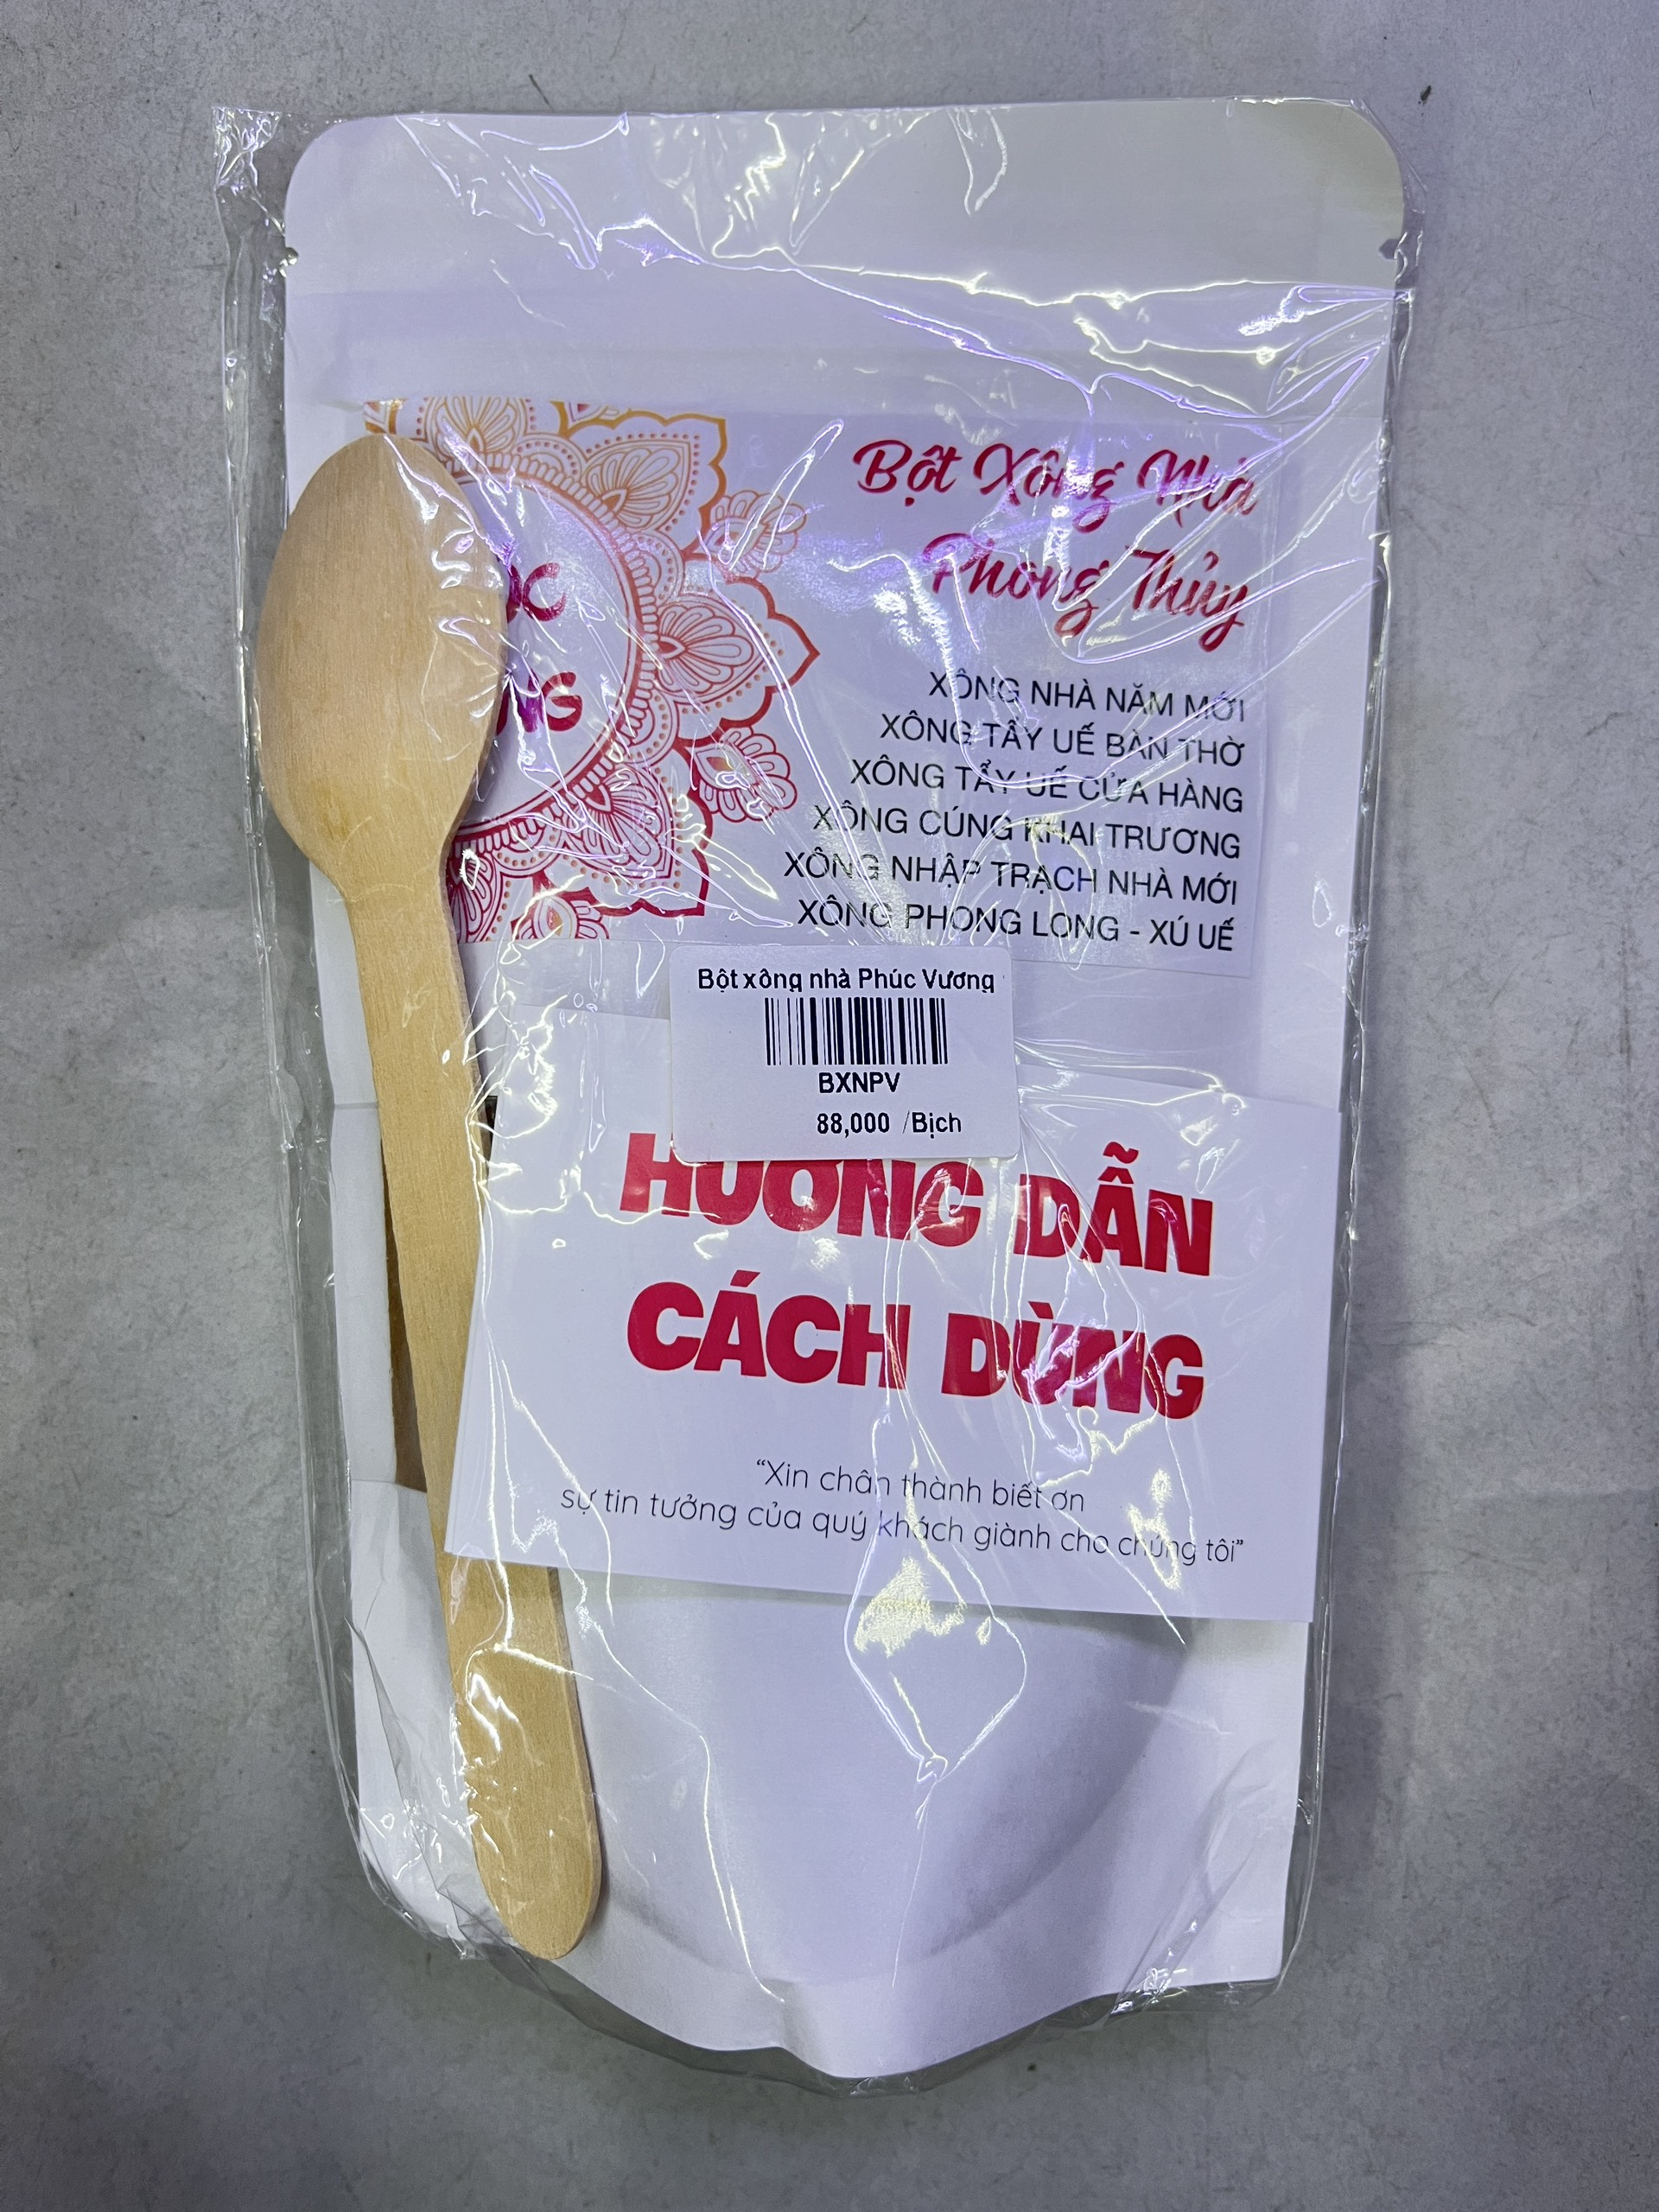 Bột Xông Nhà
Phong Thủy
XÔNG NHÀ NĂM MỚI
XÔNG TẨY UẾ BÀN THỜ
XÔNG TẨY UẾ CỬA HÀNG
XÔNG CÚNG KHAI TRƯƠNG
XÔNG NHẬP TRẠCH NHÀ MỚI
XÔNG PHONG LONG - XÚ UẾ
Bột xông nhà Phúc Vương
BXNPV
88,000 /Bịch
HƯỚNG DẪN
CÁCH DÙNG
“Xin chân thành biết ơn
sự tin tưởng của quý khách giành cho chúng tôi”